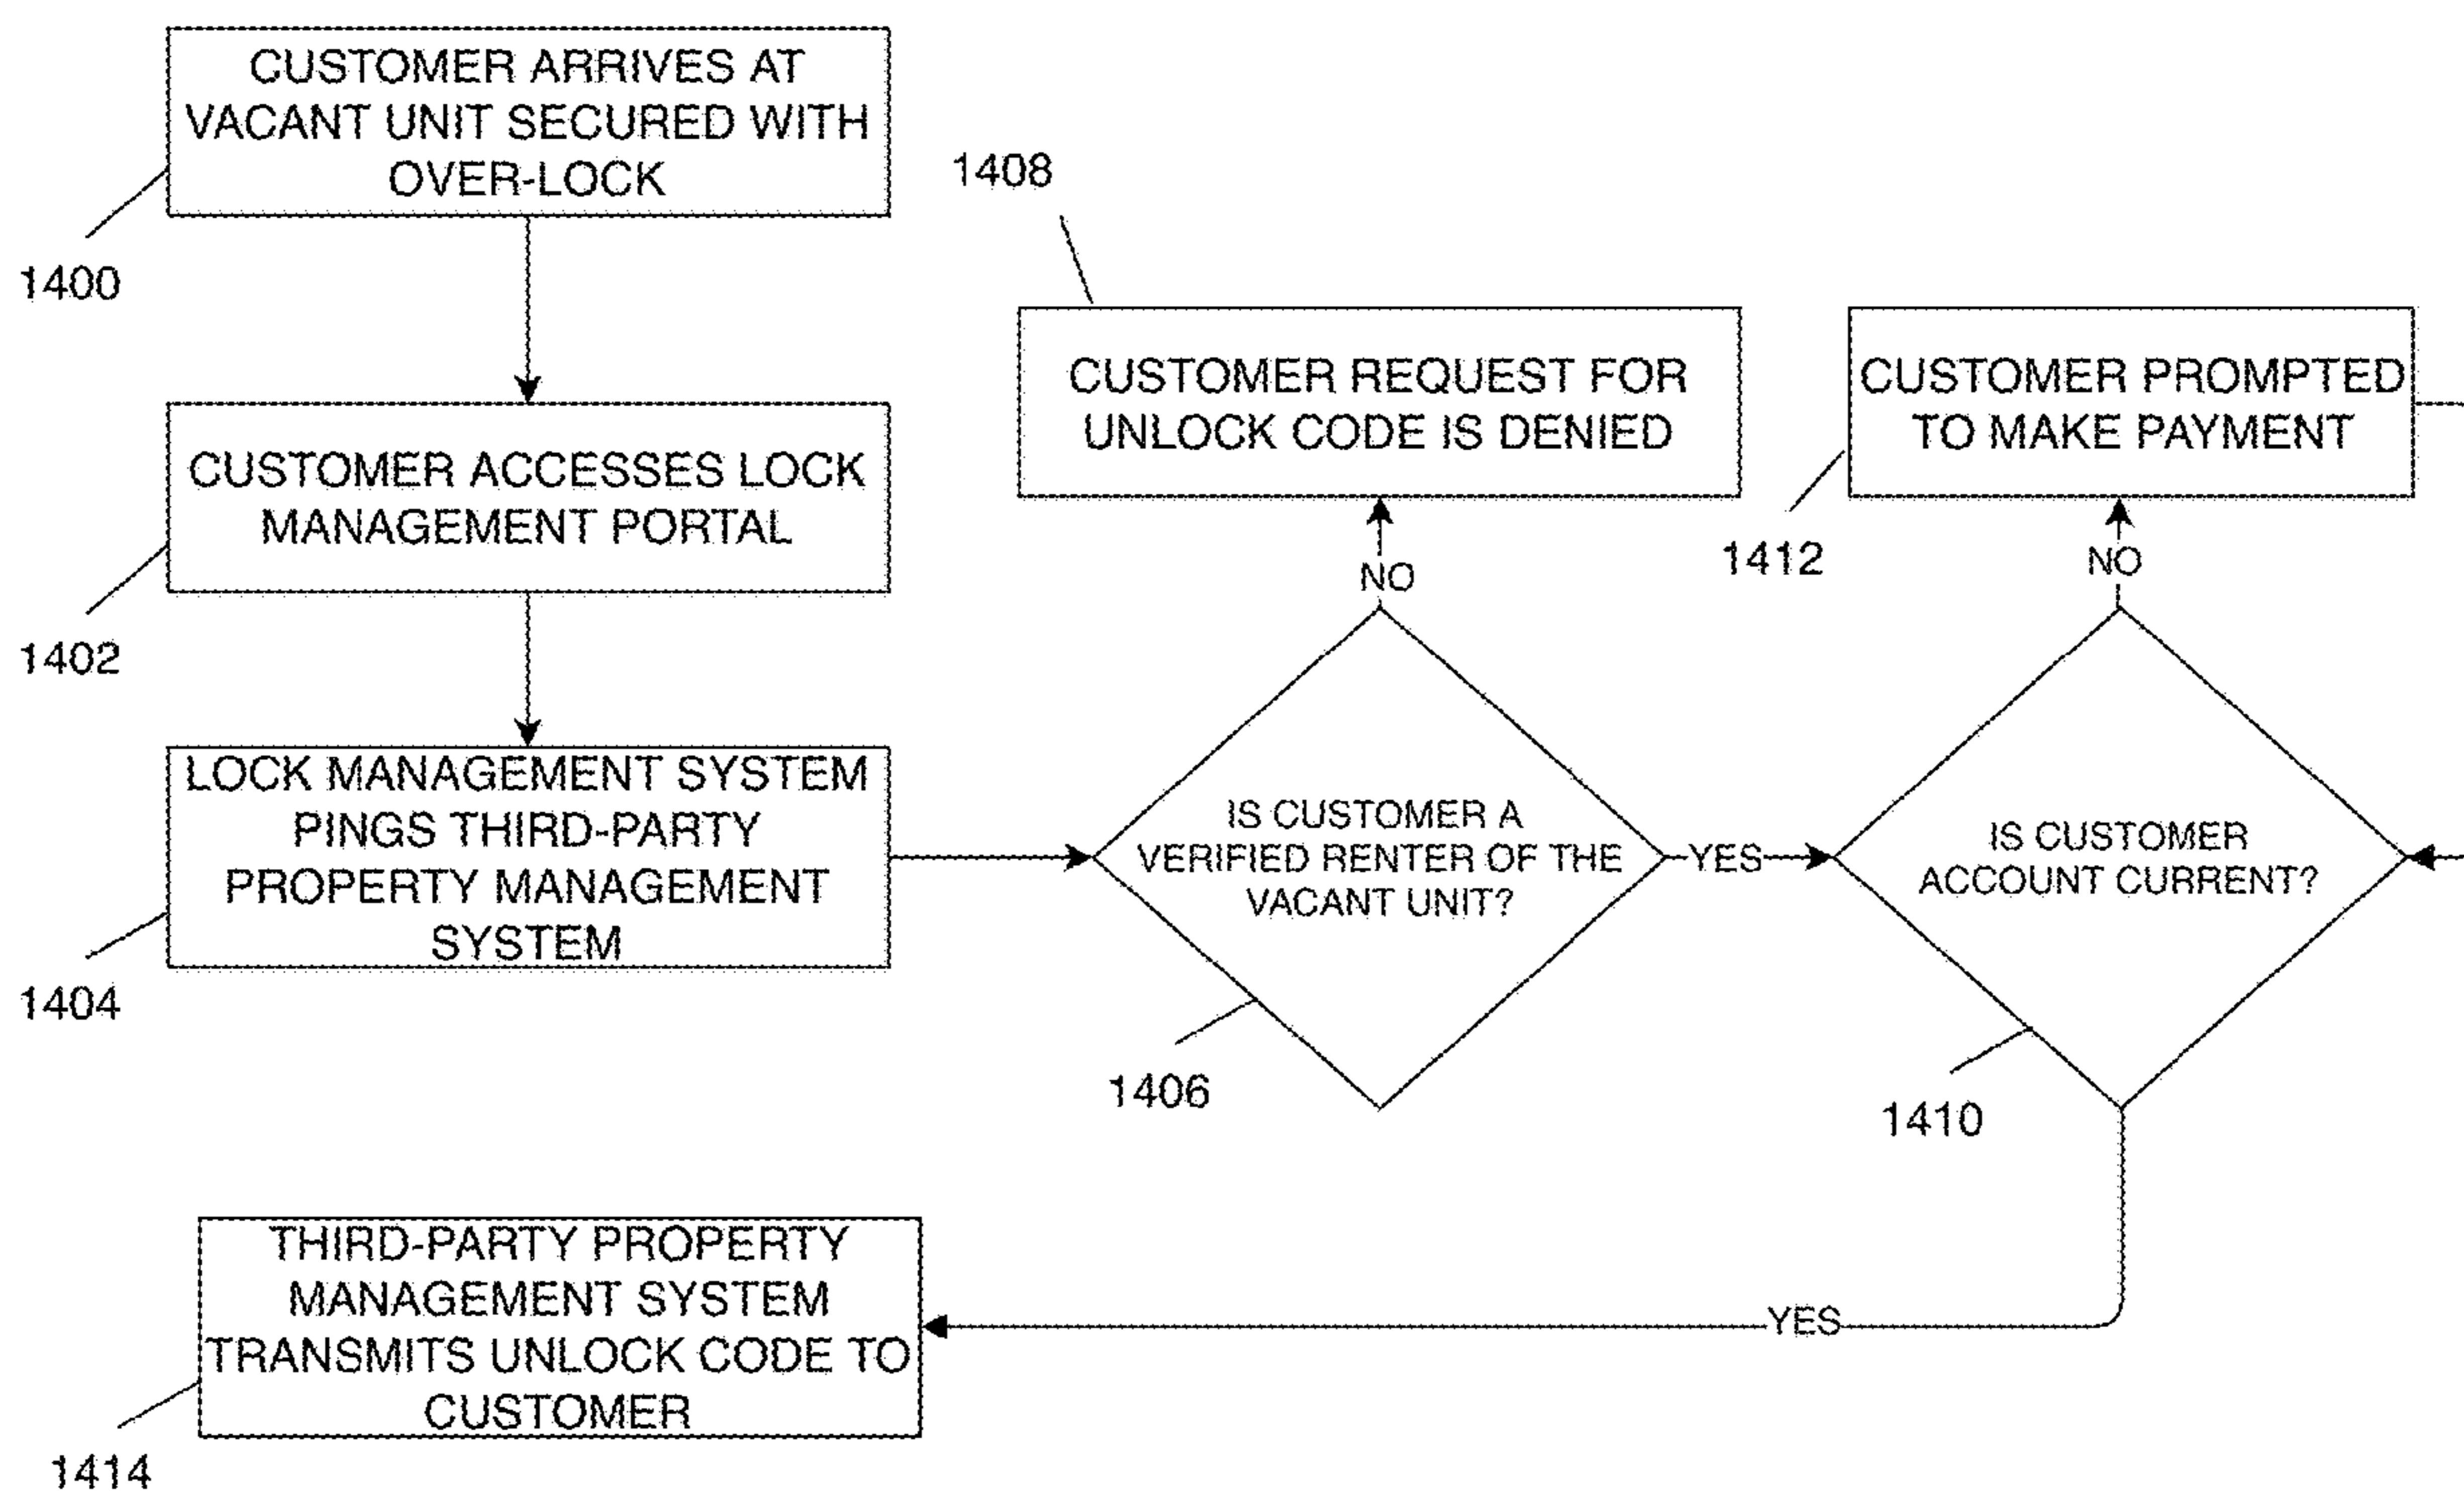 CUSTOMER ARRIVES AT
VACANT UNIT SECURED WITH
OVER-LOCK
1400
CUSTOMER ACCESSES LOCK
MANAGEMENT PORTAL
1402
LOCK MANAGEMENT SYSTEM
PINGS THIRD-PARTY
PROPERTY MANAGEMENT
SYSTEM
1404
IS CUSTOMER A
VERIFIED RENTER OF THE
VACANT UNIT?
1406
NO
1408
CUSTOMER REQUEST FOR
UNLOCK CODE IS DENIED
YES
IS CUSTOMER
ACCOUNT CURRENT?
1410
NO
CUSTOMER PROMPTED
TO MAKE PAYMENT
1412
YES
THIRD-PARTY PROPERTY
MANAGEMENT SYSTEM
TRANSMITS UNLOCK CODE TO
CUSTOMER
1414